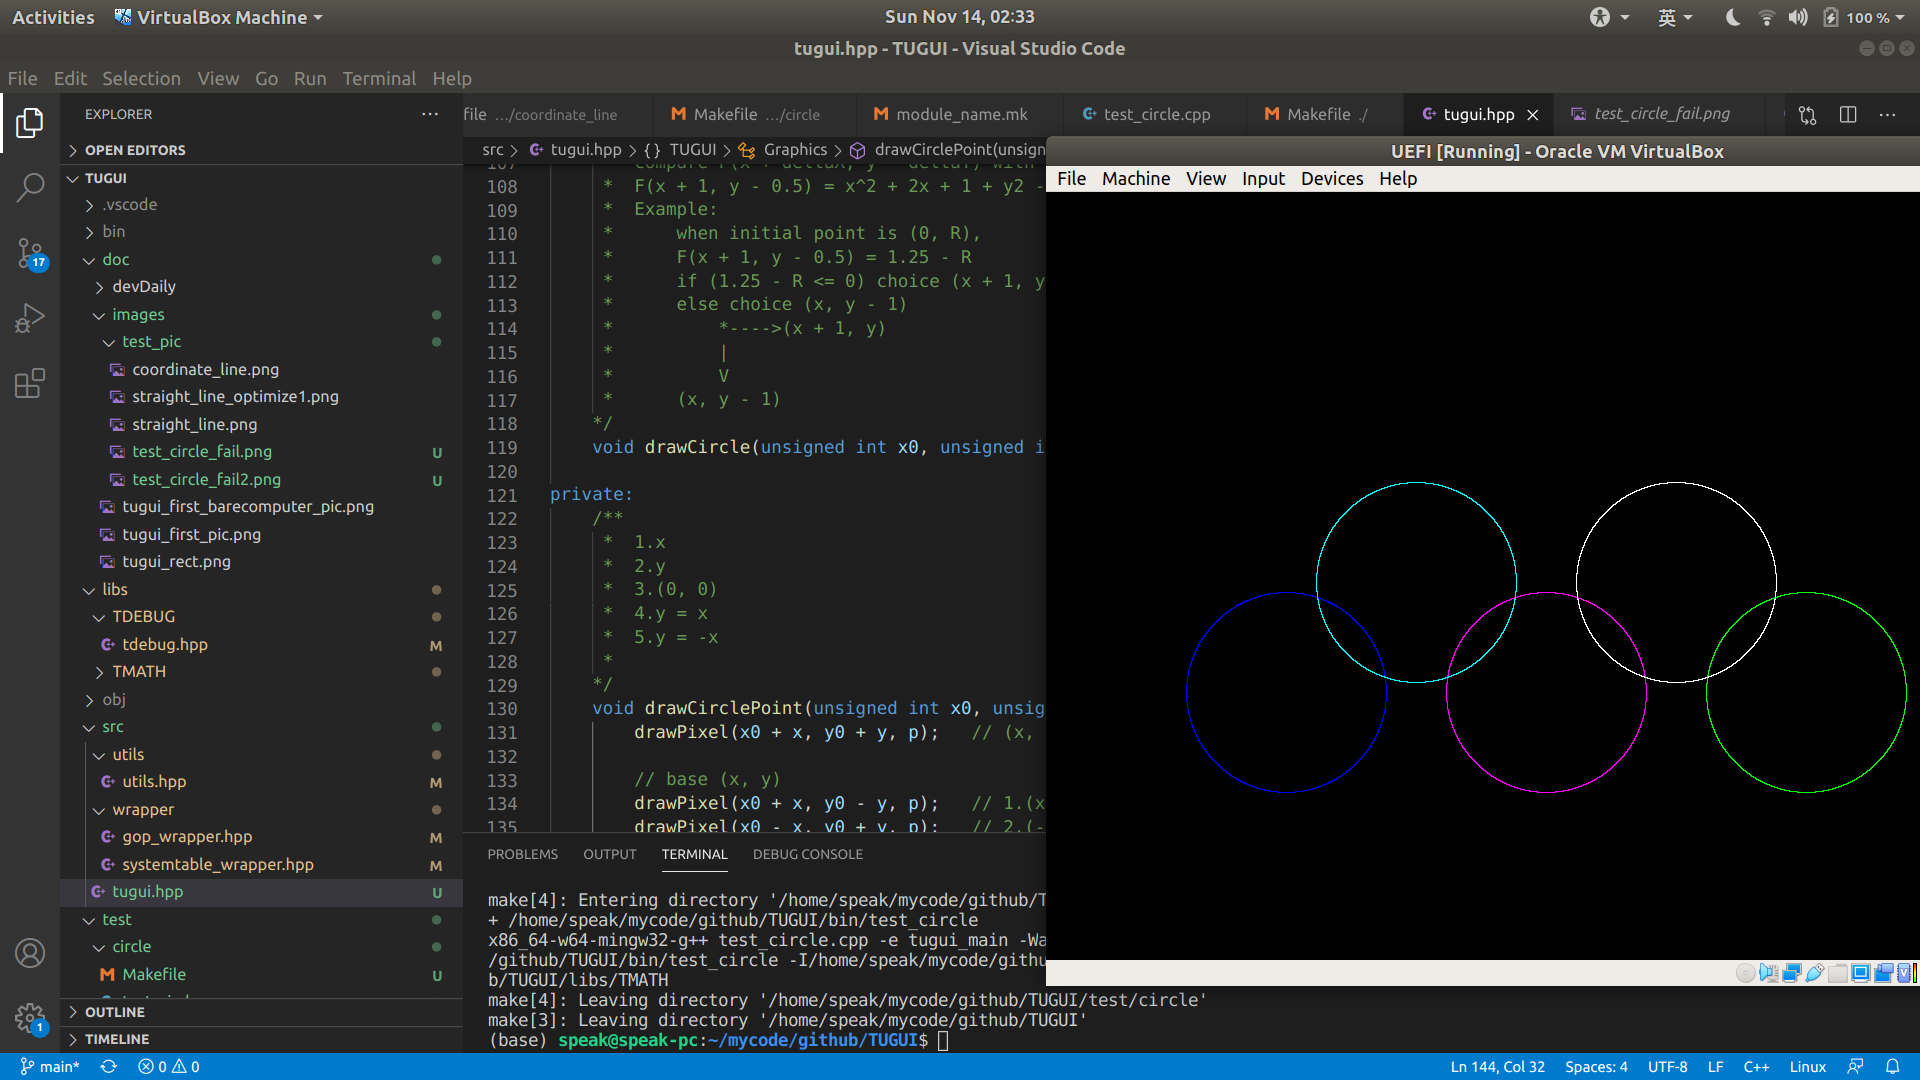 Activities VirtualBox Machine Sun Nov 14, 02:33 英 100 %
tugui.hpp - TUGUI - Visual Studio Code
File Edit Selection View Go Run Terminal Help
EXPLORER
OPEN EDITORS
TUGUI
.vscode
bin
doc
devDaily
images
test_pic
coordinate_line.png
straight_line_optimize1.png
straight_line.png
test_circle_fail.png U
test_circle_fail2.png U
tugui_first_barecomputer_pic.png
tugui_first_pic.png
tugui_rect.png
libs
TDEBUG
tdebug.hpp M
TMATH
obj
src
utils
utils.hpp M
wrapper
gop_wrapper.hpp M
systemtable_wrapper.hpp M
tugui.hpp U
test
circle
Makefile U
OUTLINE
TIMELINE
17
1
file .../coordinate_line Makefile .../circle module_name.mk test_circle.cpp Makefile ./ tugui.hpp test_circle_fail.png
src > tugui.hpp > {} TUGUI > Graphics > drawCirclePoint(unsign
108 * F(x + 1, y - 0.5) = x^2 + 2x + 1 + y2 -
109 * Example:
110 * when initial point is (0, R),
111 * F(x + 1, y - 0.5) = 1.25 - R
112 * if (1.25 - R <= 0) choice (x + 1, y
113 * else choice (x, y - 1)
114 * *---->(x + 1, y)
115 * |
116 * V
117 * (x, y - 1)
118 */
119 void drawCircle(unsigned int x0, unsigned i
120
121 private:
122 /**
123 * 1.x
124 * 2.y
125 * 3.(0, 0)
126 * 4.y = x
127 * 5.y = -x
128 *
129 */
130 void drawCirclePoint(unsigned int x0, unsig
131 drawPixel(x0 + x, y0 + y, p); // (x,
132
133 // base (x, y)
134 drawPixel(x0 + x, y0 - y, p); // 1.(x
135 drawPixel(x0 - x, y0 + y, p); // 2.(-
PROBLEMS OUTPUT TERMINAL DEBUG CONSOLE
make[4]: Entering directory '/home/speak/mycode/github/T
+ /home/speak/mycode/github/TUGUI/bin/test_circle
x86_64-w64-mingw32-g++ test_circle.cpp -e tugui_main -Wa
/github/TUGUI/bin/test_circle -I/home/speak/mycode/githu
b/TUGUI/libs/TMATH
make[4]: Leaving directory '/home/speak/mycode/github/TUGUI/test/circle'
make[3]: Leaving directory '/home/speak/mycode/github/TUGUI'
(base) speak@speak-pc:~/mycode/github/TUGUI$
UEFI [Running] - Oracle VM VirtualBox
File Machine View Input Devices Help
main* 0 0 Ln 144, Col 32 Spaces: 4 UTF-8 LF C++ Linux